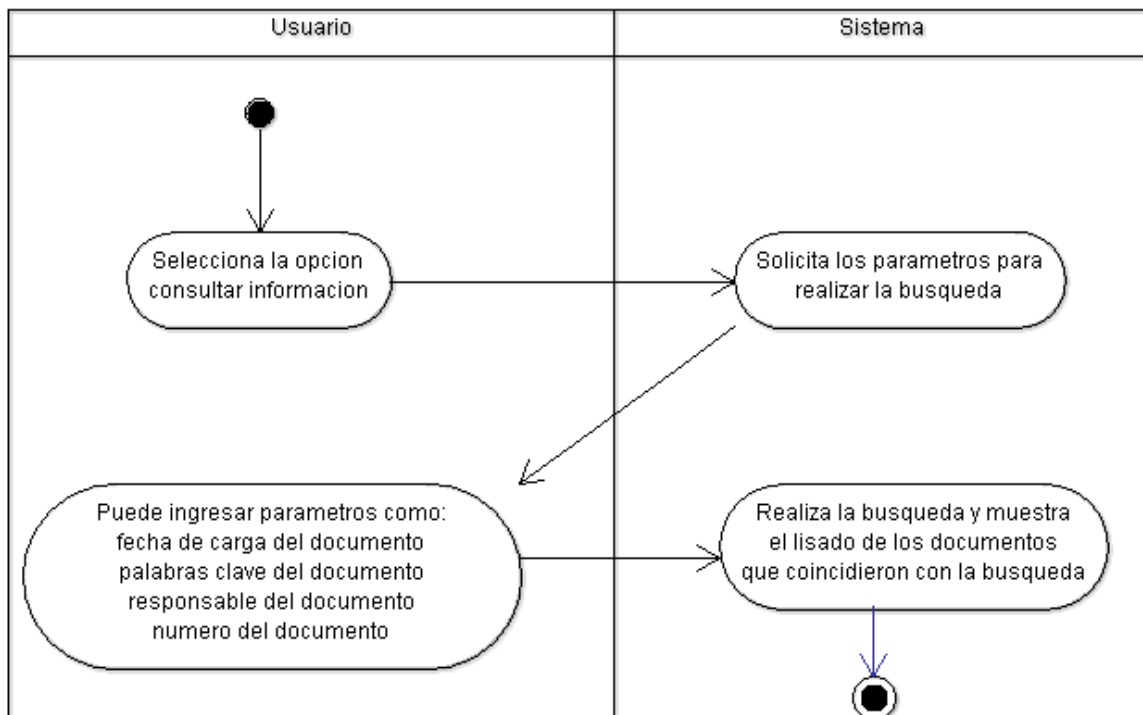 Usuario
Sistema
Selecciona la opcion
consultar informacion
Solicita los parametros para
realizar la busqueda
Puede ingresar parametros como:
fecha de carga del documento
palabras clave del documento
responsable del documento
numero del documento
Realiza la busqueda y muestra
el lisado de los documentos
que coincidieron con la busqueda